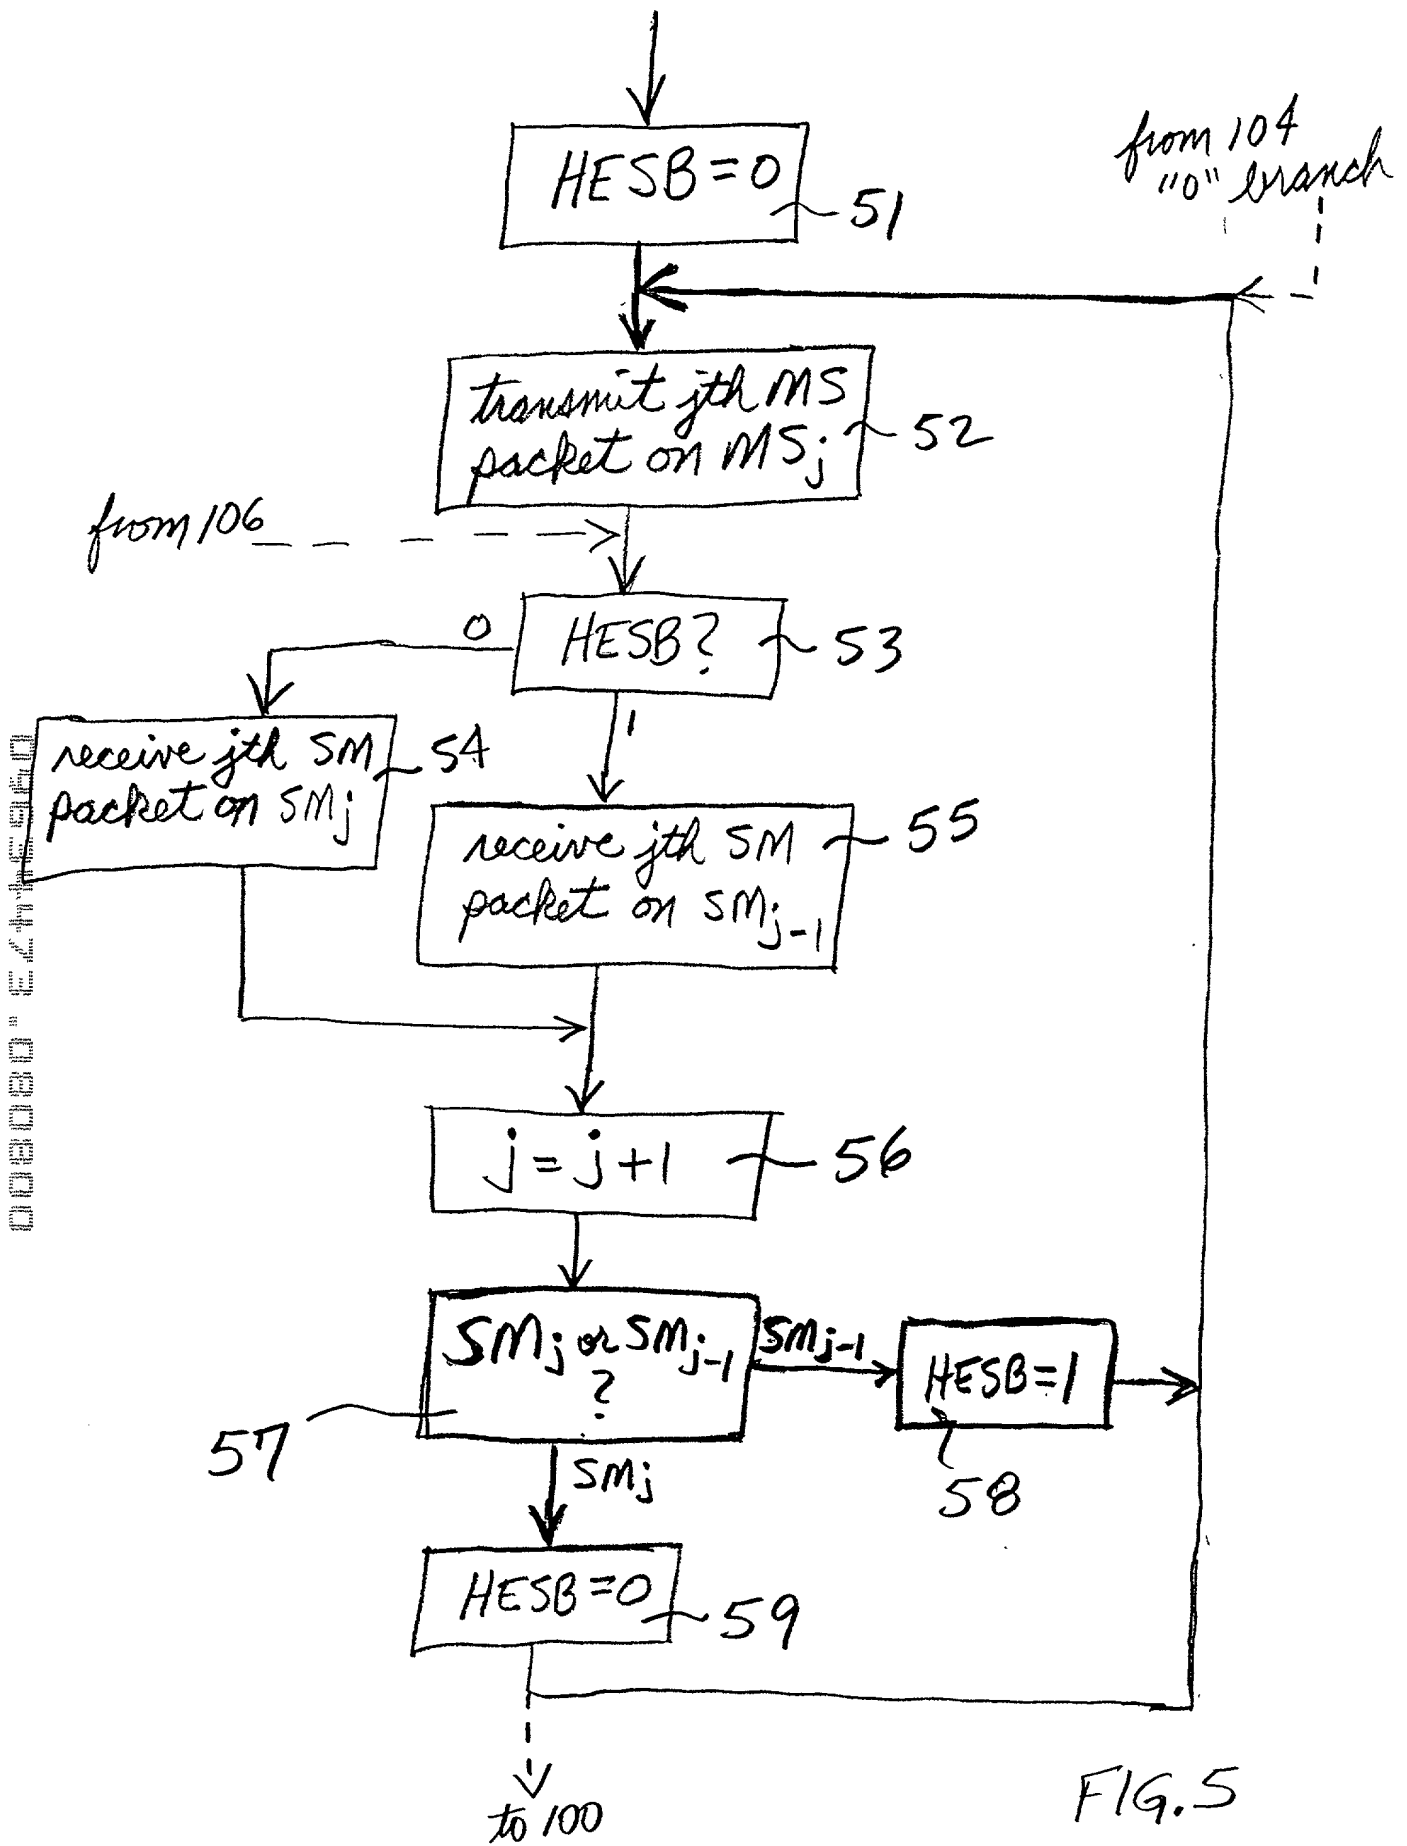 from 104
"0" branch
HESB=0
51
transmit jth MS
packet on MSj
52
from 106
HESB?
53
0
1
receive jth SM
packet on SMj
54
receive jth SM
packet on SMj-1
55
j=j+1
56
SMj or SMj-1
?
57
SMj-1
HESB=1
58
SMj
HESB=0
59
to 100
FIG.5